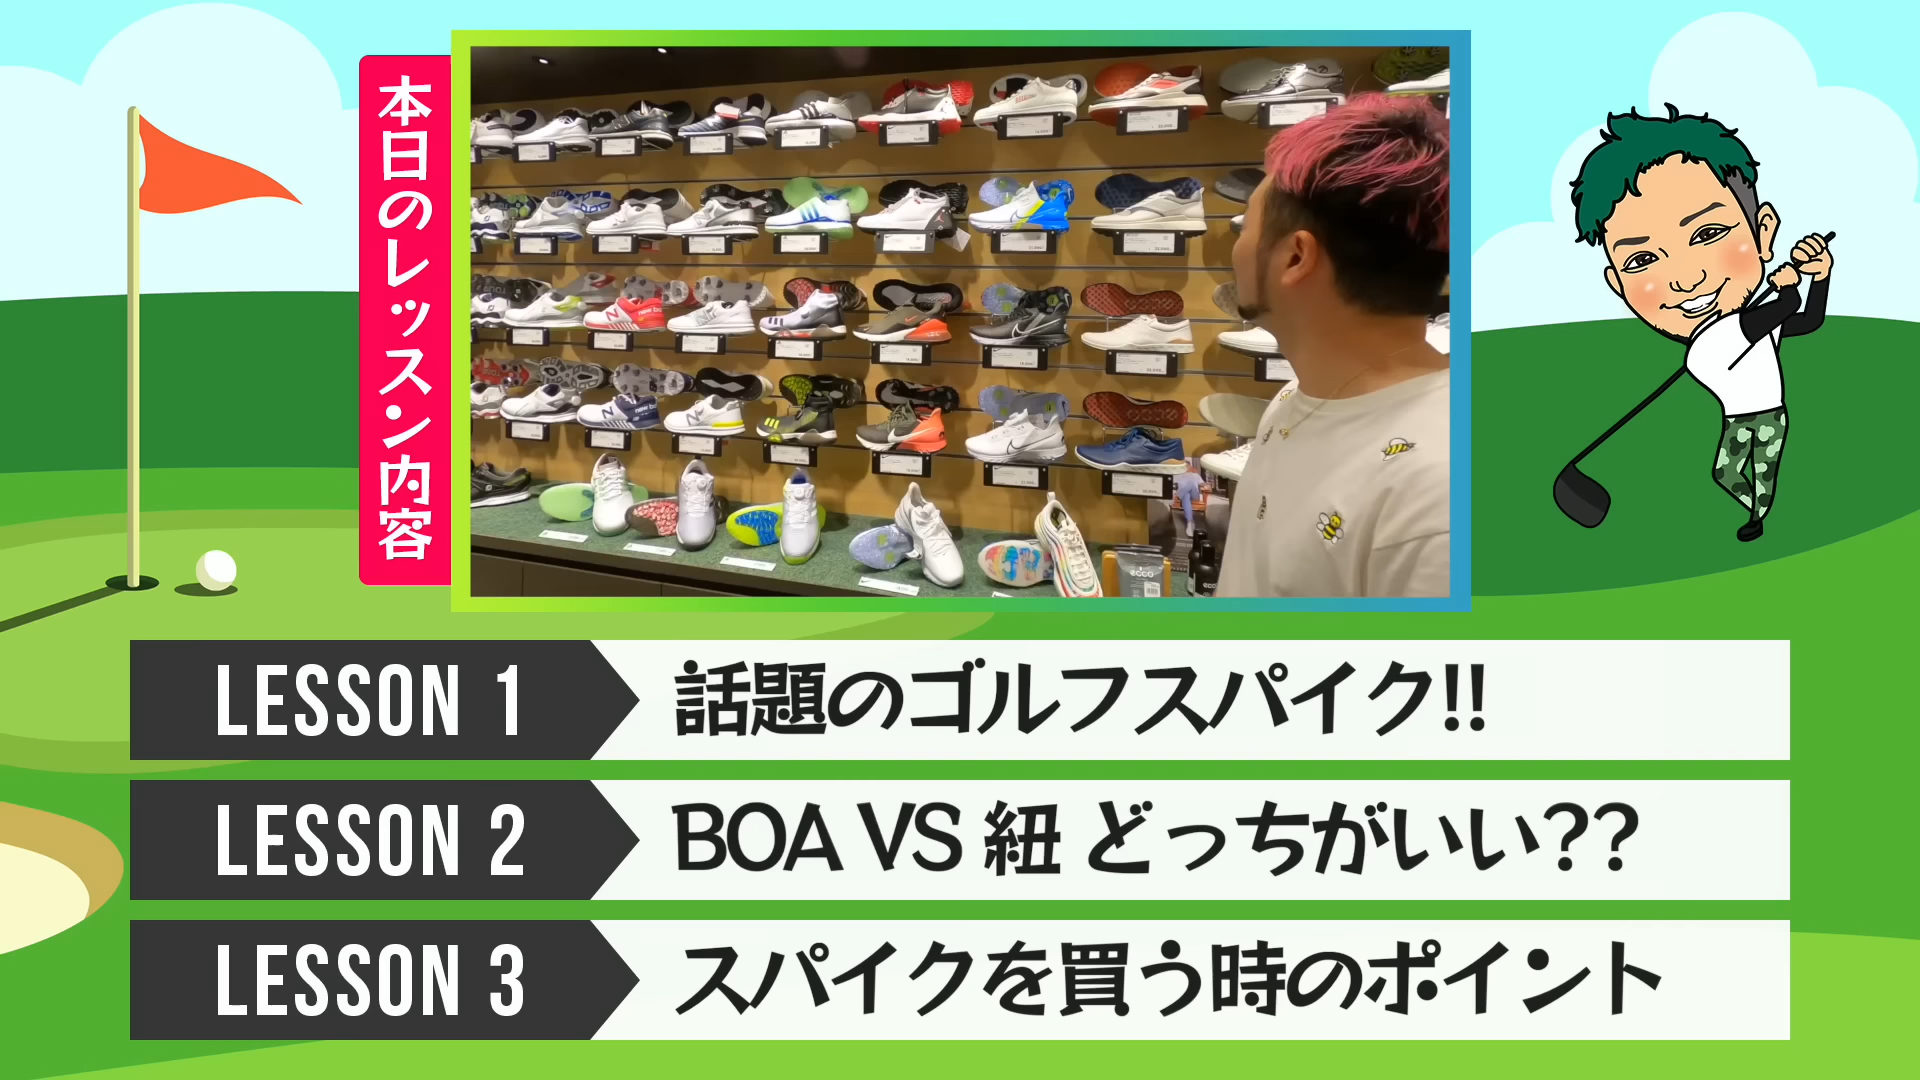 本日のレッスン内容
LESSON 1
話題のゴルフスパイク!!
LESSON 2
BOA VS 紐 どっちがいい??
LESSON 3
スパイクを買う時のポイント
ecco